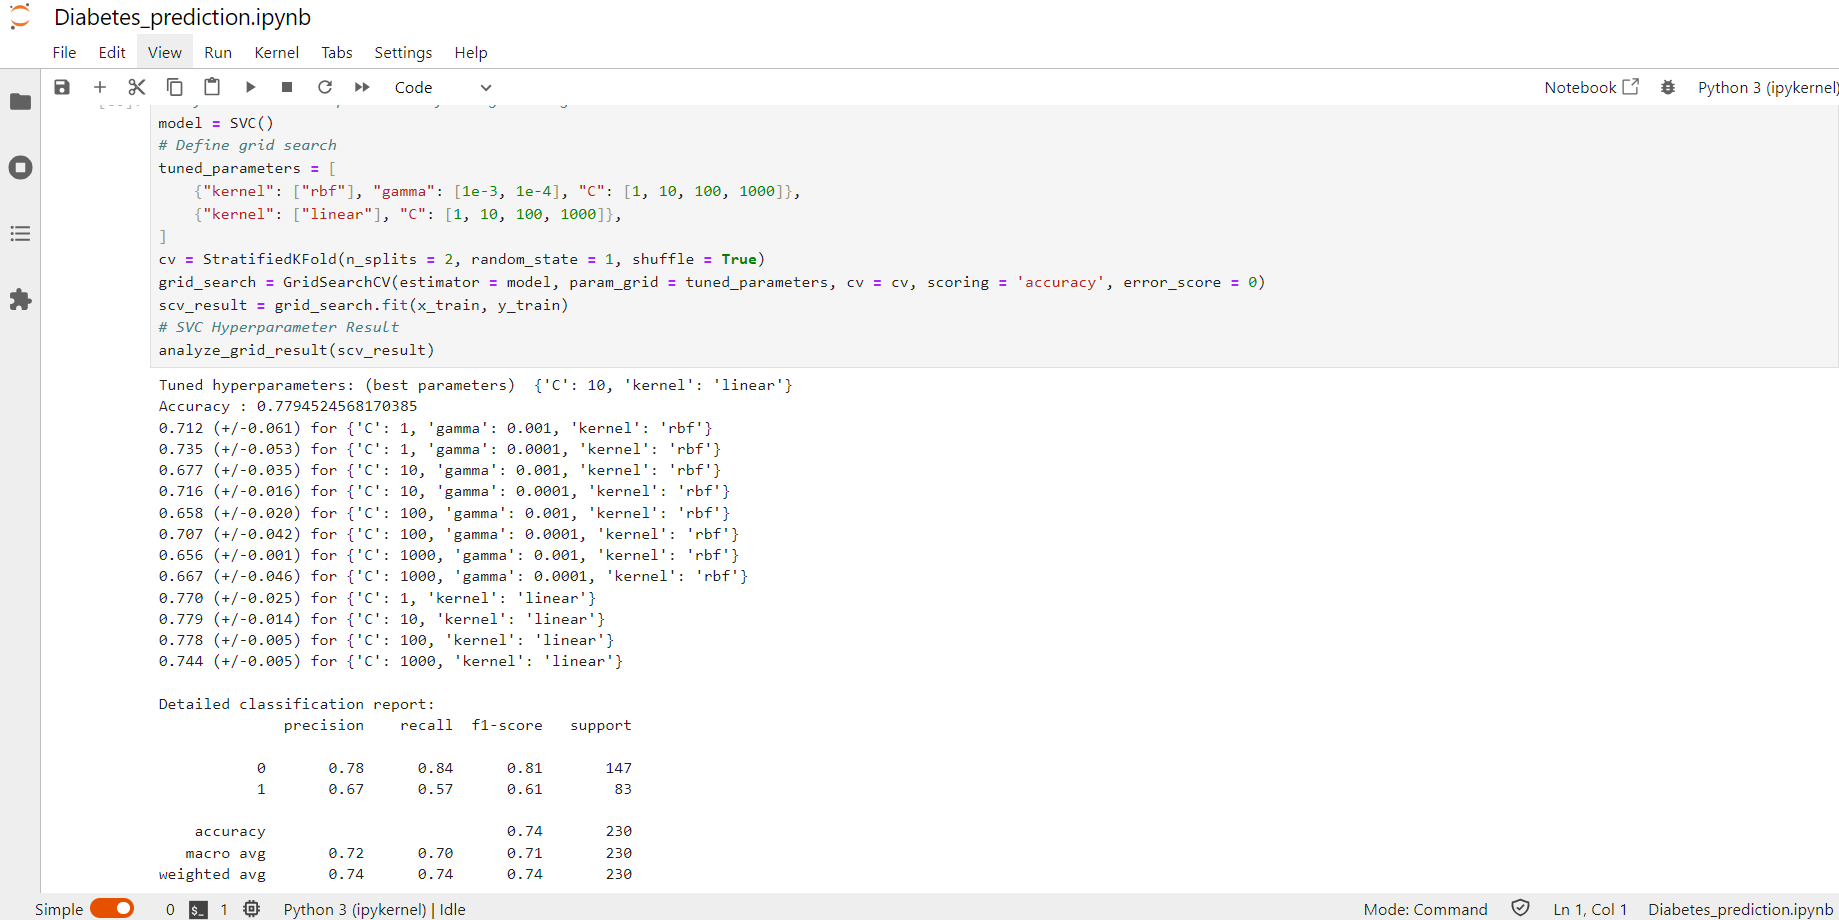 Diabetes_prediction.ipynb
File Edit View Run Kernel Tabs Settings Help
Code
Notebook
Python 3 (ipykernel)
model = SVC()
# Define grid search
tuned_parameters = [
    {"kernel": ["rbf"], "gamma": [1e-3, 1e-4], "C": [1, 10, 100, 1000]},
    {"kernel": ["linear"], "C": [1, 10, 100, 1000]},
]
cv = StratifiedKFold(n_splits = 2, random_state = 1, shuffle = True)
grid_search = GridSearchCV(estimator = model, param_grid = tuned_parameters, cv = cv, scoring = 'accuracy', error_score = 0)
scv_result = grid_search.fit(x_train, y_train)
# SVC Hyperparameter Result
analyze_grid_result(scv_result)
Tuned hyperparameters: (best parameters)  {'C': 10, 'kernel': 'linear'}
Accuracy : 0.7794524568170385
0.712 (+/-0.061) for {'C': 1, 'gamma': 0.001, 'kernel': 'rbf'}
0.735 (+/-0.053) for {'C': 1, 'gamma': 0.0001, 'kernel': 'rbf'}
0.677 (+/-0.035) for {'C': 10, 'gamma': 0.001, 'kernel': 'rbf'}
0.716 (+/-0.016) for {'C': 10, 'gamma': 0.0001, 'kernel': 'rbf'}
0.658 (+/-0.020) for {'C': 100, 'gamma': 0.001, 'kernel': 'rbf'}
0.707 (+/-0.042) for {'C': 100, 'gamma': 0.0001, 'kernel': 'rbf'}
0.656 (+/-0.001) for {'C': 1000, 'gamma': 0.001, 'kernel': 'rbf'}
0.667 (+/-0.046) for {'C': 1000, 'gamma': 0.0001, 'kernel': 'rbf'}
0.770 (+/-0.025) for {'C': 1, 'kernel': 'linear'}
0.779 (+/-0.014) for {'C': 10, 'kernel': 'linear'}
0.778 (+/-0.005) for {'C': 100, 'kernel': 'linear'}
0.744 (+/-0.005) for {'C': 1000, 'kernel': 'linear'}
Detailed classification report:
              precision    recall  f1-score   support
           0       0.78      0.84      0.81       147
           1       0.67      0.57      0.61        83
    accuracy                           0.74       230
   macro avg       0.72      0.70      0.71       230
weighted avg       0.74      0.74      0.74       230
Simple 0 $_ 1 Python 3 (ipykernel) | Idle Mode: Command Ln 1, Col 1 Diabetes_prediction.ipynb